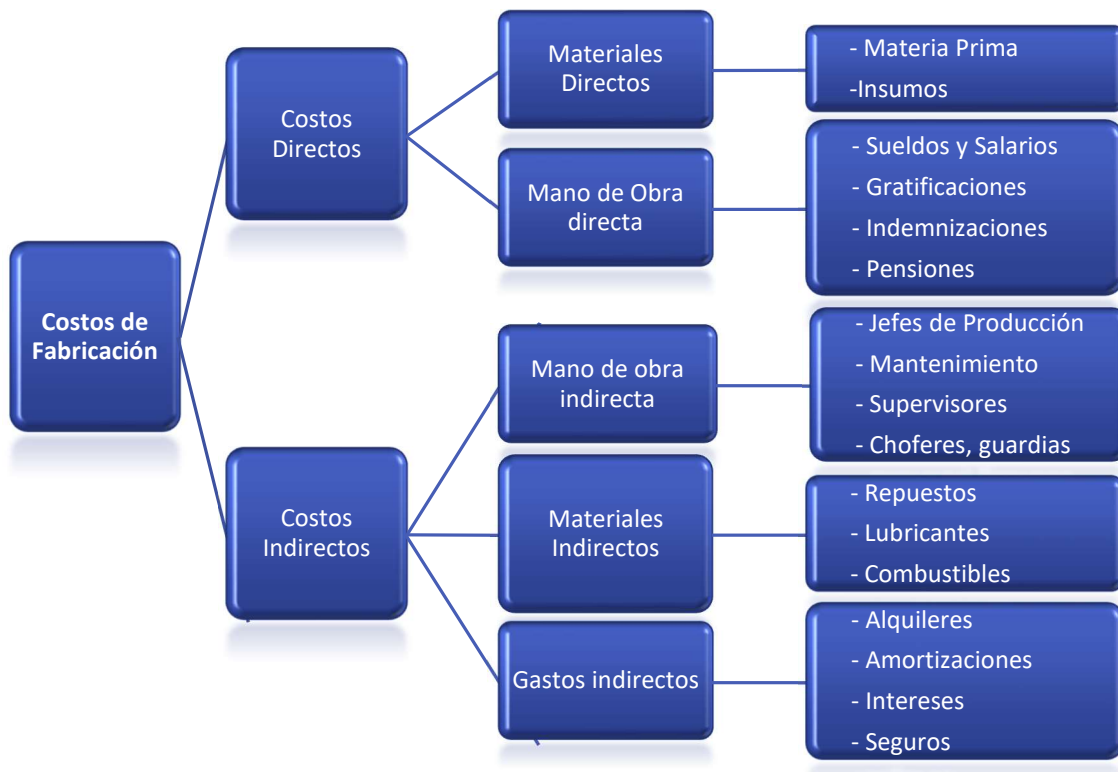 Costos de
Fabricación
Costos
Directos
Materiales
Directos
- Materia Prima
-Insumos
Mano de Obra
directa
- Sueldos y Salarios
- Gratificaciones
- Indemnizaciones
- Pensiones
Costos
Indirectos
Mano de obra
indirecta
- Jefes de Producción
- Mantenimiento
- Supervisores
- Choferes, guardias
Materiales
Indirectos
- Repuestos
- Lubricantes
- Combustibles
Gastos indirectos
- Alquileres
- Amortizaciones
- Intereses
- Seguros